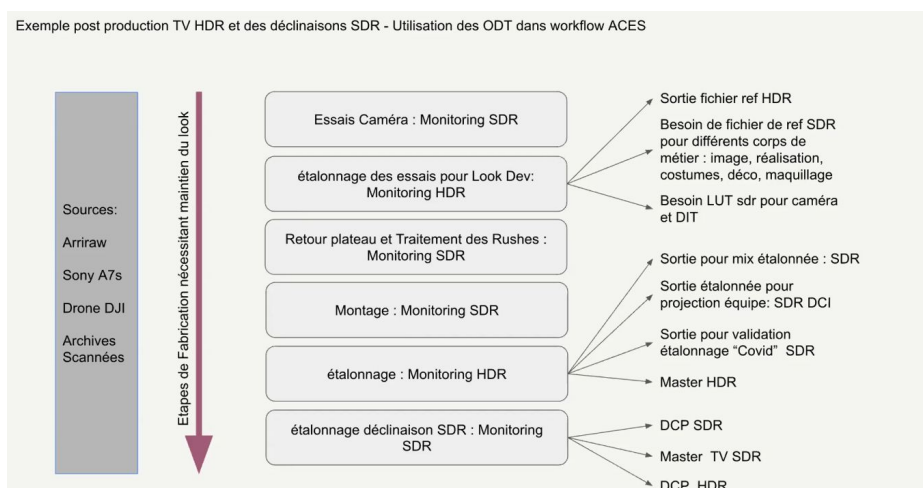 Exemple post production TV HDR et des déclinaisons SDR - Utilisation des ODT dans workflow ACES
Sources:
Arriraw
Sony A7s
Drone DJI
Archives
Scannées
Etapes de Fabrication nécessitant maintien du look
Essais Caméra : Monitoring SDR
étalonnage des essais pour Look Dev:
Monitoring HDR
Retour plateau et Traitement des Rushes :
Monitoring SDR
Montage : Monitoring SDR
étalonnage : Monitoring HDR
étalonnage déclinaison SDR : Monitoring
SDR
Sortie fichier ref HDR
Besoin de fichier de ref SDR
pour différents corps de
métier : image, réalisation,
costumes, déco, maquillage
Besoin LUT sdr pour caméra
et DIT
Sortie pour mix étalonnée : SDR
Sortie étalonnée pour
projection équipe: SDR DCI
Sortie pour validation
étalonnage “Covid” SDR
Master HDR
DCP SDR
Master TV SDR
DCP HDR